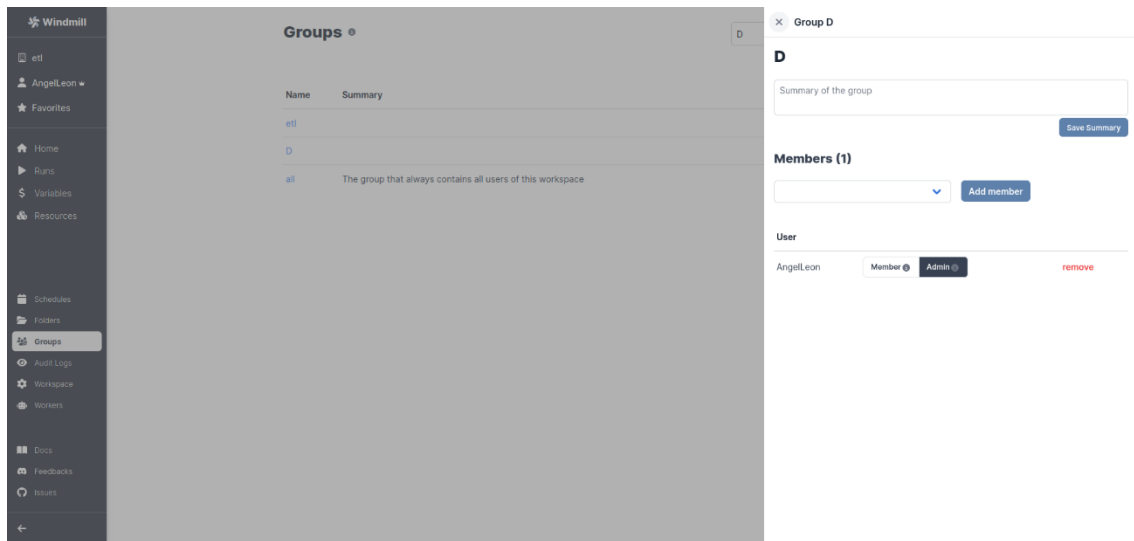 Windmill
etl
AngelLeon
Favorites
Home
Runs
Variables
Resources
Schedules
Folders
Groups
Audit Logs
Workspace
Workers
Docs
Feedbacks
Issues
Groups
D
Name Summary
etl
D
all The group that always contains all users of this workspace
Group D
D
Summary of the group
Save Summary
Members (1)
Add member
User
AngelLeon Member Admin remove